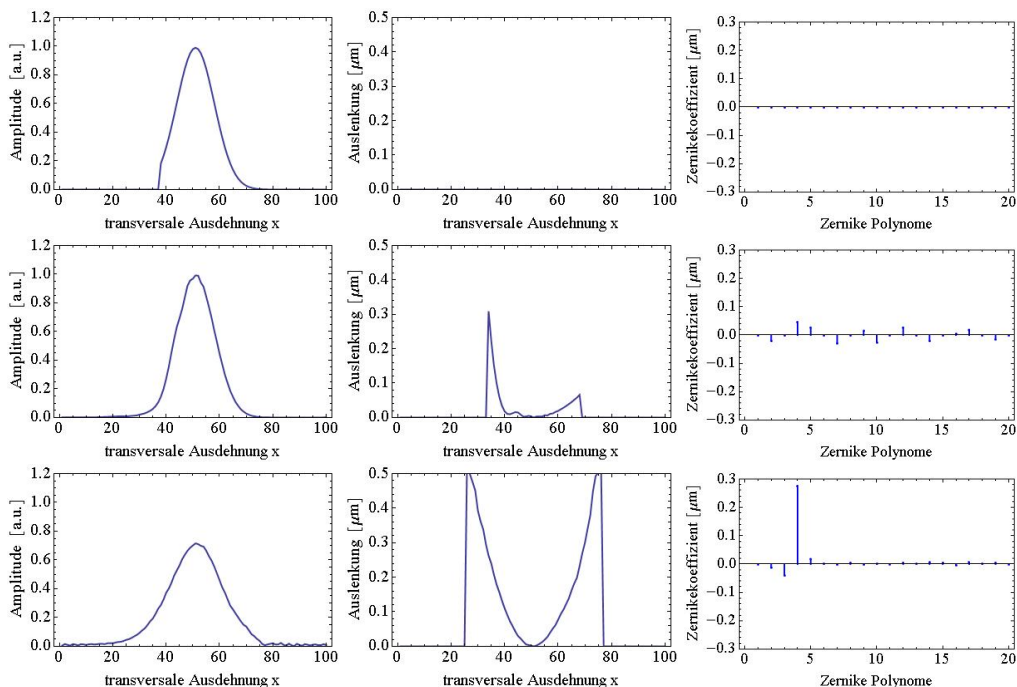 1.2
1.0
0.8
0.6
0.4
0.2
0.0
0 20 40 60 80 100
Amplitude [a.u.]
transversale Ausdehnung x
0.5
0.4
0.3
0.2
0.1
0.0
0 20 40 60 80 100
Auslenkung [μm]
transversale Ausdehnung x
0.3
0.2
0.1
0.0
−0.1
−0.2
−0.3
0 5 10 15 20
Zernikekoeffizient [μm]
Zernike Polynome
1.2
1.0
0.8
0.6
0.4
0.2
0.0
0 20 40 60 80 100
Amplitude [a.u.]
transversale Ausdehnung x
0.5
0.4
0.3
0.2
0.1
0.0
0 20 40 60 80 100
Auslenkung [μm]
transversale Ausdehnung x
0.3
0.2
0.1
0.0
−0.1
−0.2
−0.3
0 5 10 15 20
Zernikekoeffizient [μm]
Zernike Polynome
1.2
1.0
0.8
0.6
0.4
0.2
0.0
0 20 40 60 80 100
Amplitude [a.u.]
transversale Ausdehnung x
0.5
0.4
0.3
0.2
0.1
0.0
0 20 40 60 80 100
Auslenkung [μm]
transversale Ausdehnung x
0.3
0.2
0.1
0.0
−0.1
−0.2
−0.3
0 5 10 15 20
Zernikekoeffizient [μm]
Zernike Polynome